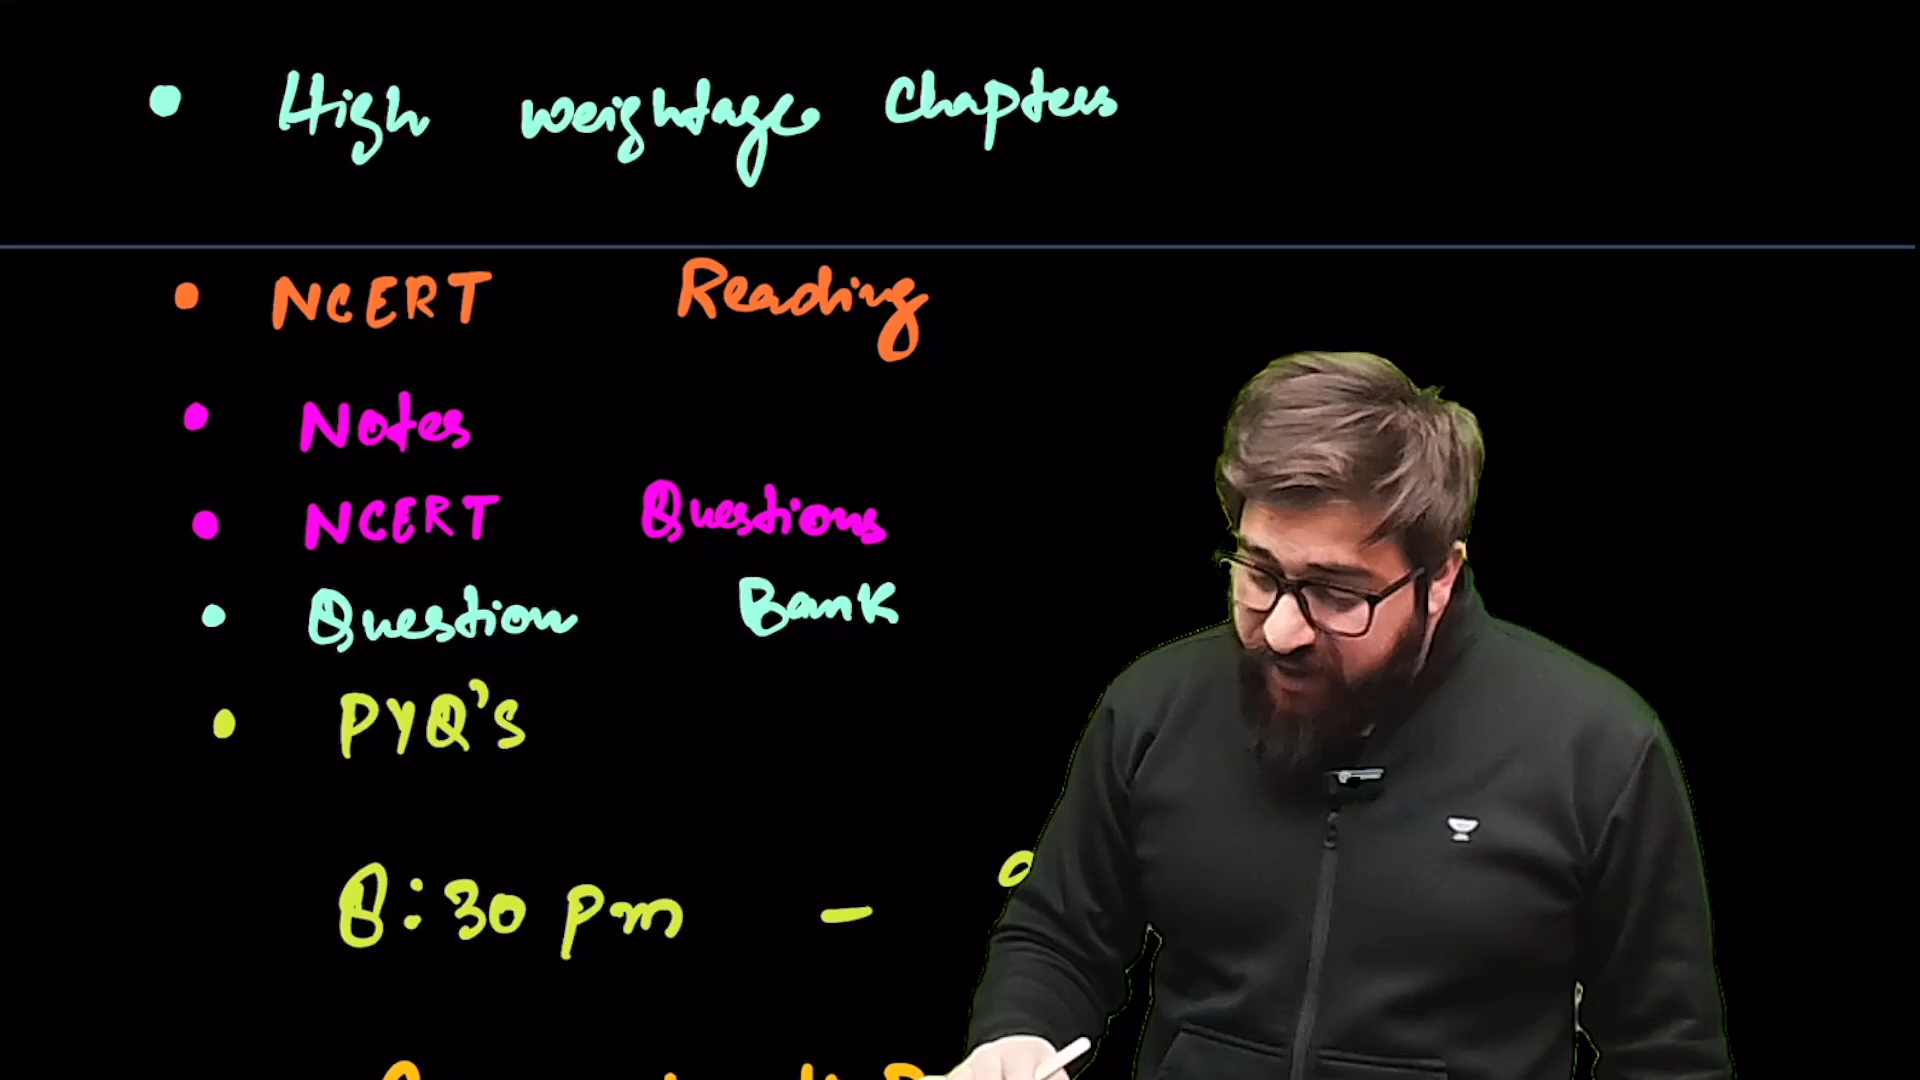 • High weightage Chapters
• NCERT Reading
• Notes
• NCERT Questions
• Question Bank
• PYQ's
8:30 pm -